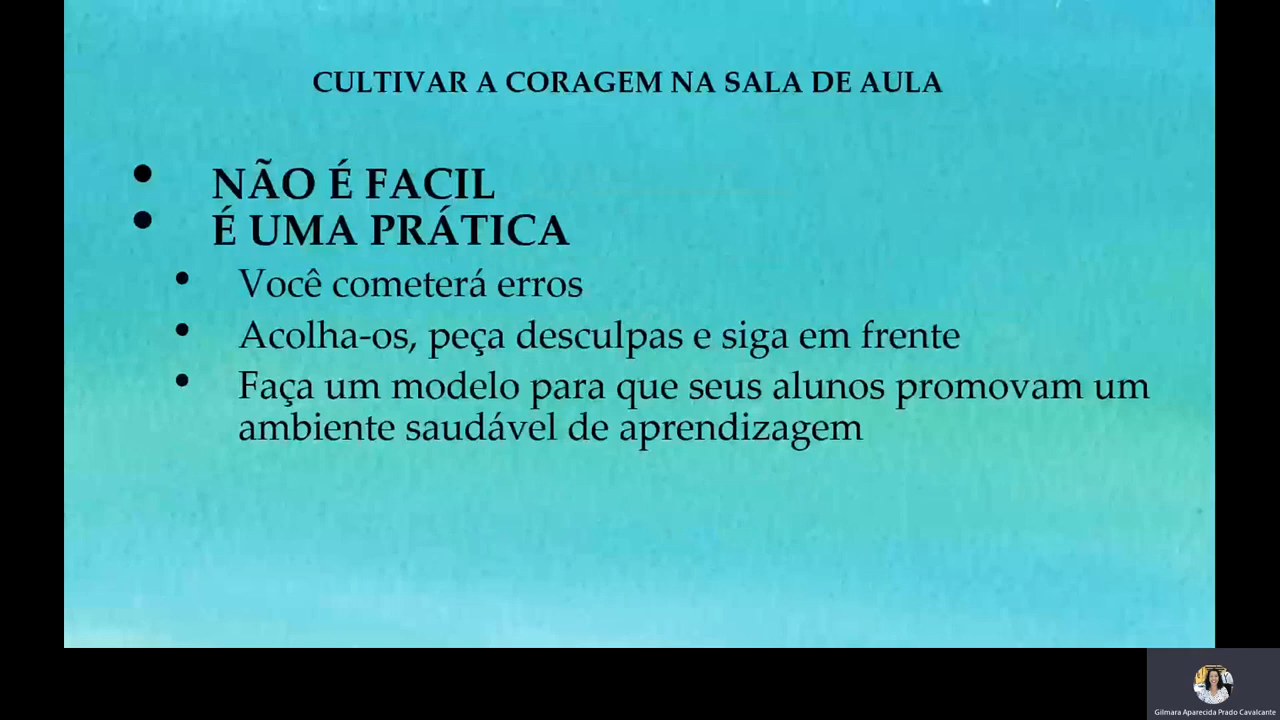 CULTIVAR A CORAGEM NA SALA DE AULA
• NÃO É FACIL
• É UMA PRÁTICA
• Você cometerá erros
• Acolha-os, peça desculpas e siga em frente
• Faça um modelo para que seus alunos promovam um
ambiente saudável de aprendizagem
Gilmara Aparecida Prado Cavalcante